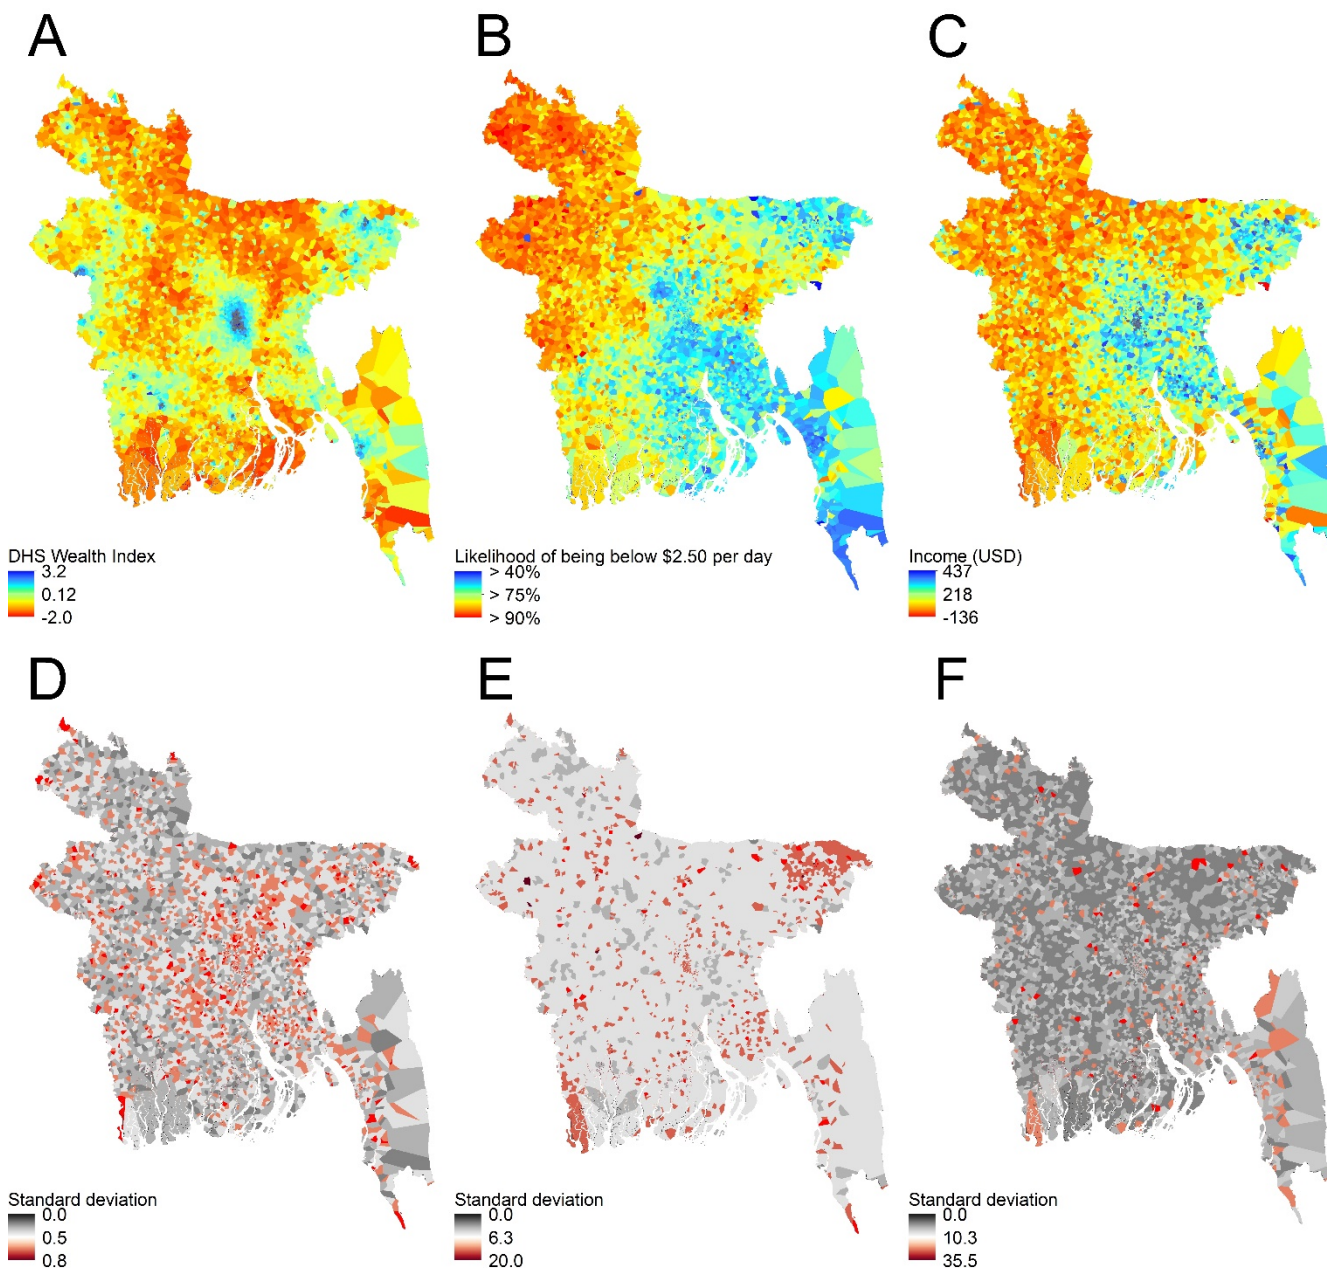 A
B
C
DHS Wealth Index
3.2
0.12
-2.0
Likelihood of being below $2.50 per day
> 40%
> 75%
> 90%
Income (USD)
437
218
-136
D
E
F
Standard deviation
0.0
0.5
0.8
Standard deviation
0.0
6.3
20.0
Standard deviation
0.0
10.3
35.5